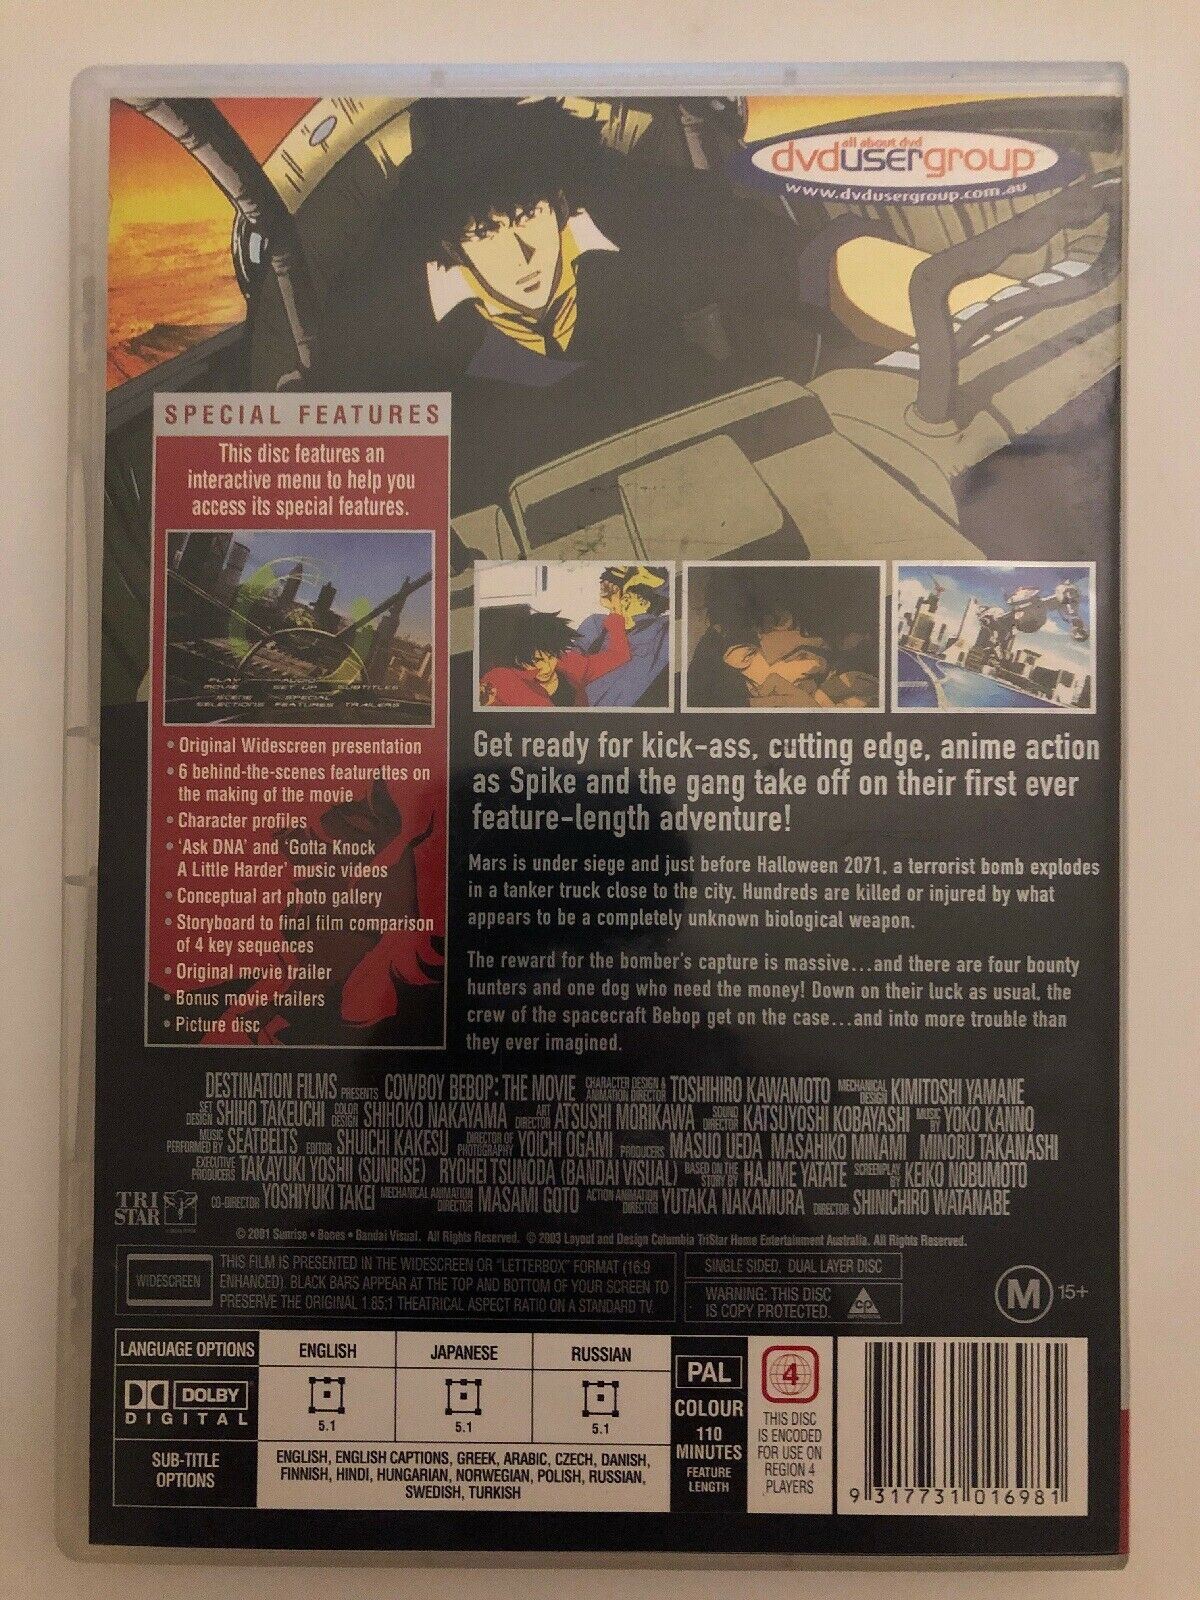 all about dvd
dvdusergroup
www.dvdusergroup.com.au
SPECIAL FEATURES
This disc features an
interactive menu to help you
access its special features.
PLAY MOVIE
AUDIO SET UP
SUBTITLES
SCENE SELECTIONS
SPECIAL FEATURES
TRAILERS
• Original Widescreen presentation
• 6 behind-the-scenes featurettes on
the making of the movie
• Character profiles
• 'Ask DNA' and 'Gotta Knock
A Little Harder' music videos
• Conceptual art photo gallery
• Storyboard to final film comparison
of 4 key sequences
• Original movie trailer
• Bonus movie trailers
• Picture disc
Get ready for kick-ass, cutting edge, anime action
as Spike and the gang take off on their first ever
feature-length adventure!
Mars is under siege and just before Halloween 2071, a terrorist bomb explodes
in a tanker truck close to the city. Hundreds are killed or injured by what
appears to be a completely unknown biological weapon.
The reward for the bomber's capture is massive...and there are four bounty
hunters and one dog who need the money! Down on their luck as usual, the
crew of the spacecraft Bebop get on the case...and into more trouble than
they ever imagined.
DESTINATION FILMS PRESENTS COWBOY BEBOP: THE MOVIE CHARACTER DESIGN & ANIMATION DIRECTOR TOSHIHIRO KAWAMOTO MECHANICAL DESIGN KIMITOSHI YAMANE
SET DESIGN SHIHO TAKEUCHI COLOR DESIGN SHIHOKO NAKAYAMA ART DIRECTOR ATSUSHI MORIKAWA SOUND DIRECTOR KATSUYOSHI KOBAYASHI MUSIC BY YOKO KANNO
MUSIC PERFORMED BY SEATBELTS EDITOR SHUICHI KAKESU DIRECTOR OF PHOTOGRAPHY YOICHI OGAMI PRODUCERS MASUO UEDA MASAHIKO MINAMI MINORU TAKANASHI
EXECUTIVE PRODUCERS TAKAYUKI YOSHII (SUNRISE) RYOHEI TSUNODA (BANDAI VISUAL) BASED ON THE STORY BY HAJIME YATATE SCREENPLAY BY KEIKO NOBUMOTO
CO-DIRECTOR YOSHIYUKI TAKEI MECHANICAL ANIMATION DIRECTOR MASAMI GOTO ACTION ANIMATION DIRECTOR YUTAKA NAKAMURA DIRECTOR SHINICHIRO WATANABE
TRI
STAR
© 2001 Sunrise • Bones • Bandai Visual. All Rights Reserved. © 2003 Layout and Design Columbia TriStar Home Entertainment Australia. All Rights Reserved.
WIDESCREEN
THIS FILM IS PRESENTED IN THE WIDESCREEN OR "LETTERBOX" FORMAT (16:9
ENHANCED). BLACK BARS APPEAR AT THE TOP AND BOTTOM OF YOUR SCREEN TO
PRESERVE THE ORIGINAL 1.85:1 THEATRICAL ASPECT RATIO ON A STANDARD TV.
SINGLE SIDED, DUAL LAYER DISC
WARNING: THIS DISC
IS COPY PROTECTED.
cp
M 15+
LANGUAGE OPTIONS
ENGLISH
JAPANESE
RUSSIAN
DOLBY
DIGITAL
5.1
5.1
5.1
SUB-TITLE
OPTIONS
ENGLISH, ENGLISH CAPTIONS, GREEK, ARABIC, CZECH, DANISH,
FINNISH, HINDI, HUNGARIAN, NORWEGIAN, POLISH, RUSSIAN,
SWEDISH, TURKISH
PAL
COLOUR
110
MINUTES
FEATURE
LENGTH
4
THIS DISC
IS ENCODED
FOR USE ON
REGION 4
PLAYERS
9 317731 016981